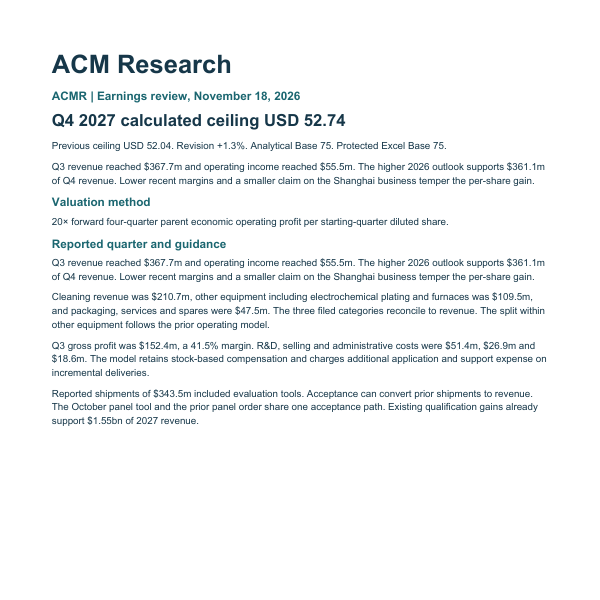 ACM Research
ACMR | Earnings review, November 18, 2026
Q4 2027 calculated ceiling USD 52.74
Previous ceiling USD 52.04. Revision +1.3%. Analytical Base 75. Protected Excel Base 75.
Q3 revenue reached $367.7m and operating income reached $55.5m. The higher 2026 outlook supports $361.1m
of Q4 revenue. Lower recent margins and a smaller claim on the Shanghai business temper the per-share gain.
Valuation method
20× forward four-quarter parent economic operating profit per starting-quarter diluted share.
Reported quarter and guidance
Q3 revenue reached $367.7m and operating income reached $55.5m. The higher 2026 outlook supports $361.1m
of Q4 revenue. Lower recent margins and a smaller claim on the Shanghai business temper the per-share gain.
Cleaning revenue was $210.7m, other equipment including electrochemical plating and furnaces was $109.5m,
and packaging, services and spares were $47.5m. The three filed categories reconcile to revenue. The split within
other equipment follows the prior operating model.
Q3 gross profit was $152.4m, a 41.5% margin. R&D, selling and administrative costs were $51.4m, $26.9m and
$18.6m. The model retains stock-based compensation and charges additional application and support expense on
incremental deliveries.
Reported shipments of $343.5m included evaluation tools. Acceptance can convert prior shipments to revenue.
The October panel tool and the prior panel order share one acceptance path. Existing qualification gains already
support $1.55bn of 2027 revenue.